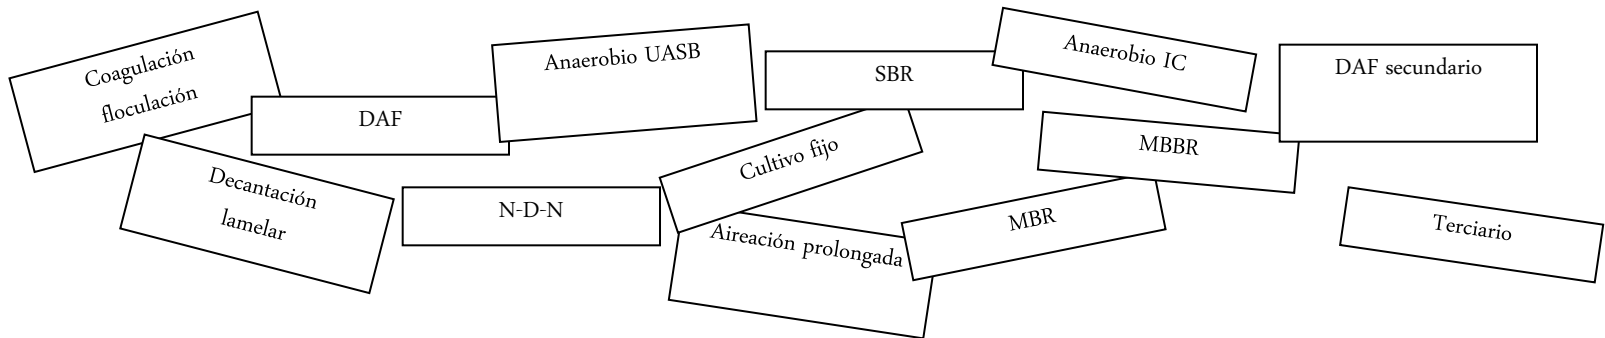 Coagulación
floculación
DAF
Anaerobio UASB
SBR
Anaerobio IC
DAF secundario
Decantación
lamelar
N-D-N
Cultivo fijo
Aireación prolongada
MBR
MBBR
Terciario